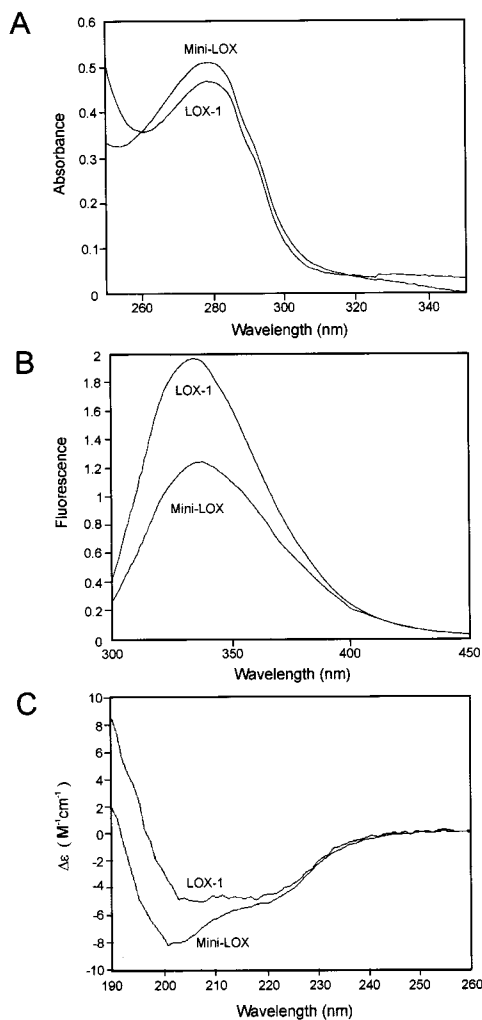 A
0.6
0.5
0.4
0.3
0.2
0.1
0
Absorbance
Mini-LOX
LOX-1
260 280 300 320 340
Wavelength (nm)
B
2
1.8
1.6
1.4
1.2
1
0.8
0.6
0.4
0.2
0
Fluorescence
LOX-1
Mini-LOX
300 350 400 450
Wavelength (nm)
C
10
8
6
4
2
0
-2
-4
-6
-8
-10
Δε ( M⁻¹cm⁻¹)
LOX-1
Mini-LOX
190 200 210 220 230 240 250 260
Wavelength (nm)